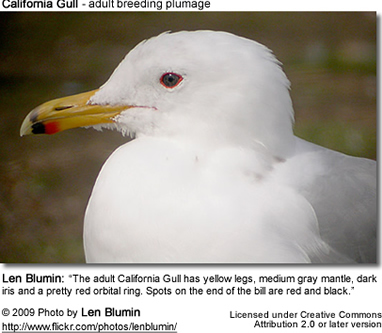 California Gull - adult breeding plumage
Len Blumin: “The adult California Gull has yellow legs, medium gray mantle, dark
iris and a pretty red orbital ring. Spots on the end of the bill are red and black.”
© 2009 Photo by Len Blumin
http://www.flickr.com/photos/lenblumin/
Licensed under Creative Commons
Attribution 2.0 or later version